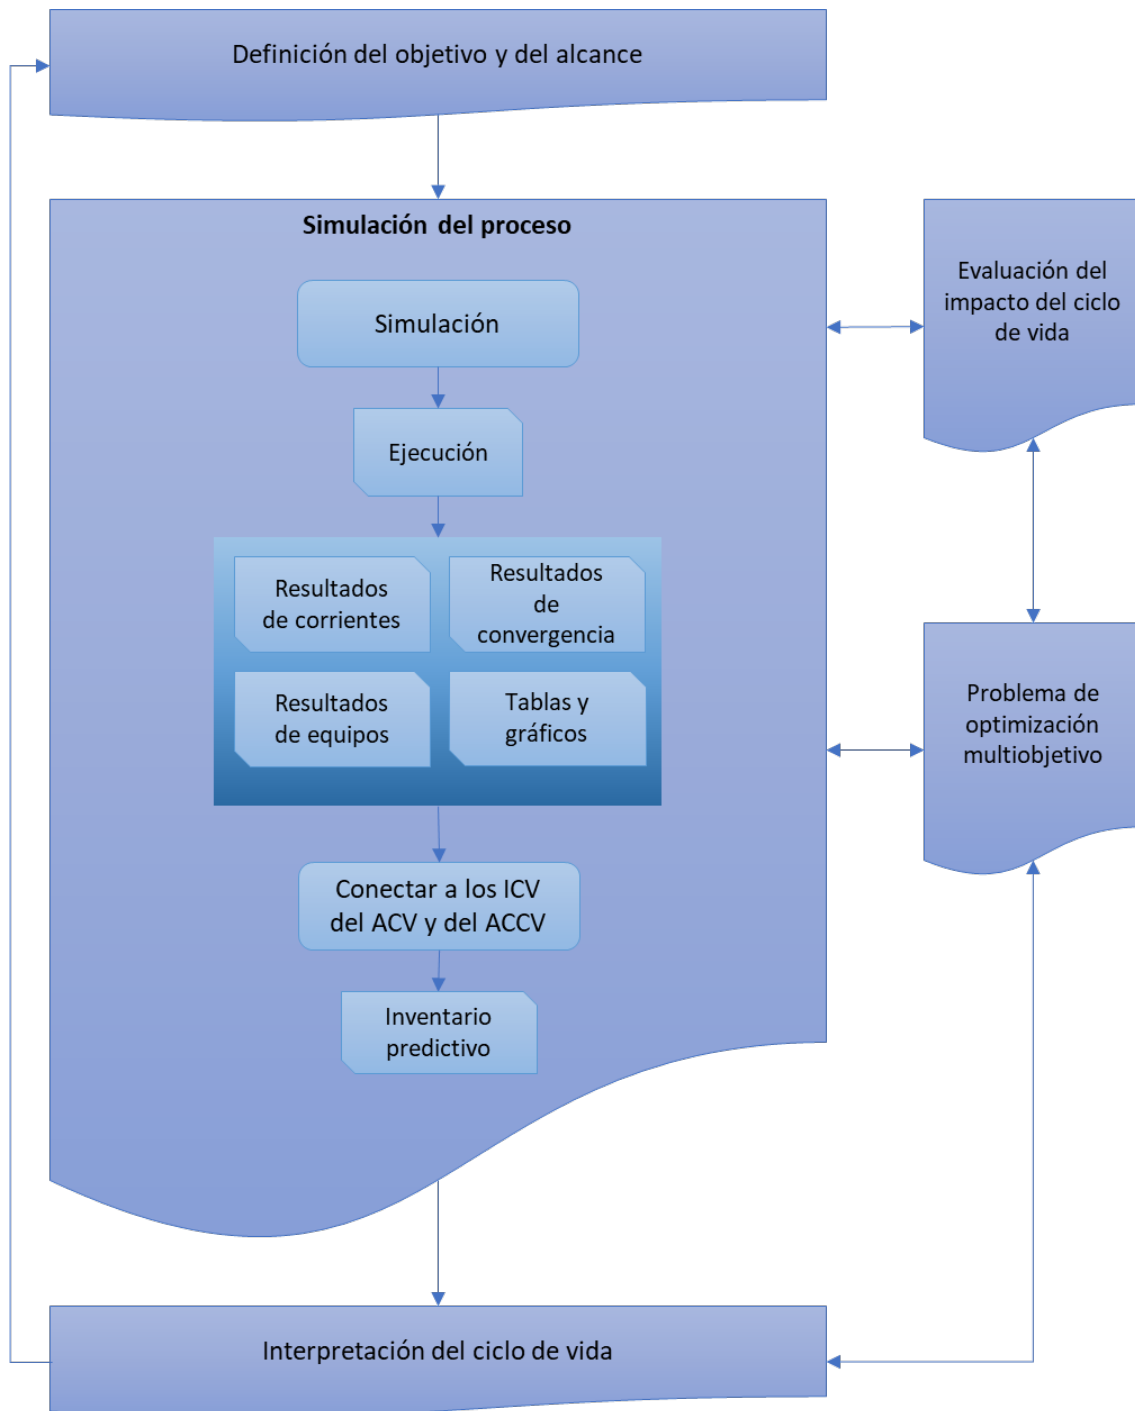 Definición del objetivo y del alcance
Simulación del proceso
Simulación
Ejecución
Resultados
de corrientes
Resultados
de
convergencia
Resultados
de equipos
Tablas y
gráficos
Conectar a los ICV
del ACV y del ACCV
Inventario
predictivo
Evaluación del
impacto del ciclo
de vida
Problema de
optimización
multiobjetivo
Interpretación del ciclo de vida